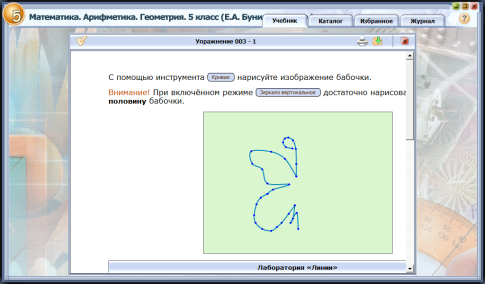 5
Математика. Арифметика. Геометрия. 5 класс (Е.А. Буни
Учебник
Каталог
Избранное
Журнал
?
Упражнение 003 - 1
С помощью инструмента Кривая нарисуйте изображение бабочки.
Внимание! При включённом режиме Зеркало вертикальное достаточно нарисова
половину бабочки.
Лаборатория «Линии»